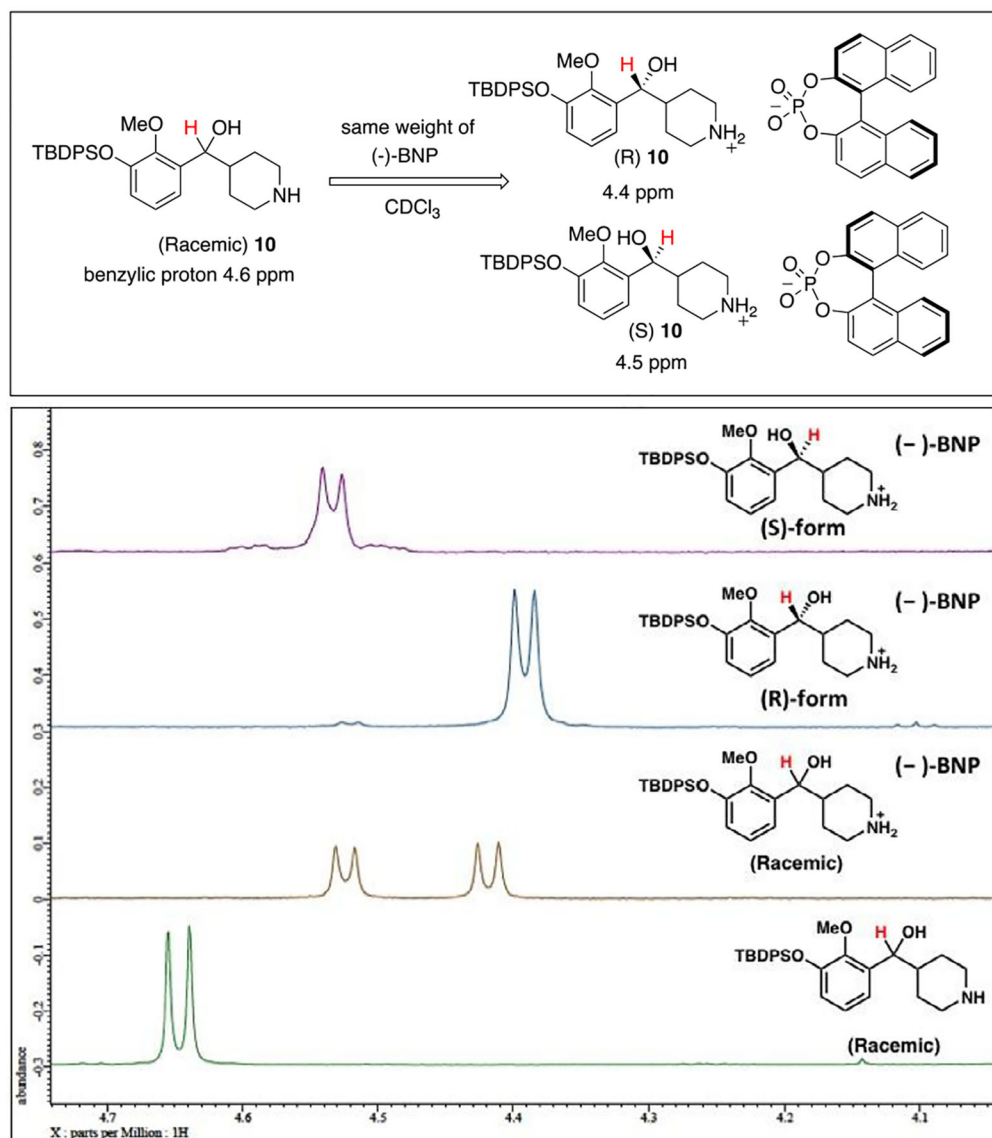 MeO H OH
TBDPSO
NH
(Racemic) 10
benzylic proton 4.6 ppm
same weight of
(-)-BNP
CDCl3
MeO H OH
TBDPSO
NH2
+
(R) 10
4.4 ppm
O
O
P
−O
O
MeO HO H
TBDPSO
NH2
+
(S) 10
4.5 ppm
O
O
P
−O
O
MeO HO H
TBDPSO
+
NH2
(S)-form
(−)-BNP
MeO H OH
TBDPSO
+
NH2
(R)-form
(−)-BNP
MeO H OH
TBDPSO
+
NH2
(Racemic)
(−)-BNP
MeO H OH
TBDPSO
NH
(Racemic)
0.8
0.7
0.6
0.5
0.4
0.3
0.2
0.1
0
-0.1
-0.2
-0.3
abundance
4.7 4.6 4.5 4.4 4.3 4.2 4.1
X : parts per Million : 1H